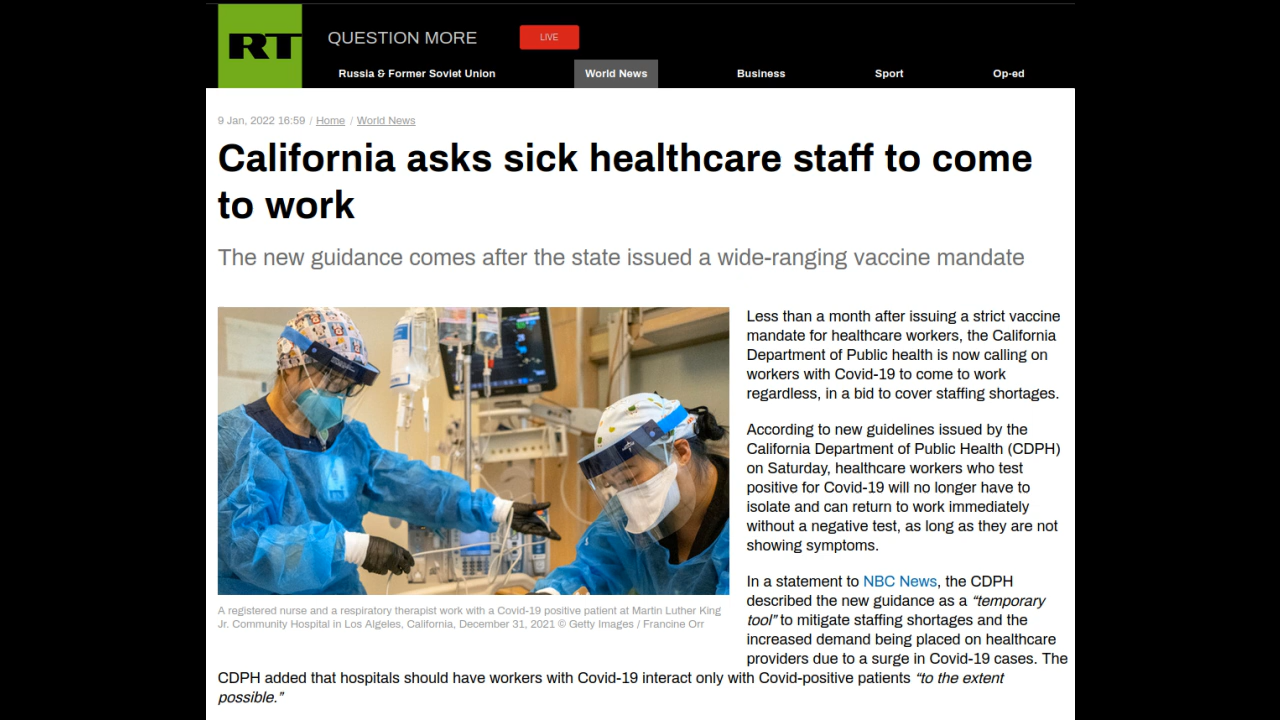 RT
QUESTION MORE
LIVE
Russia & Former Soviet Union
World News
Business
Sport
Op-ed
9 Jan, 2022 16:59 / Home / World News
California asks sick healthcare staff to come
to work
The new guidance comes after the state issued a wide-ranging vaccine mandate
A registered nurse and a respiratory therapist work with a Covid-19 positive patient at Martin Luther King
Jr. Community Hospital in Los Algeles, California, December 31, 2021 © Getty Images / Francine Orr
Less than a month after issuing a strict vaccine
mandate for healthcare workers, the California
Department of Public health is now calling on
workers with Covid-19 to come to work
regardless, in a bid to cover staffing shortages.
According to new guidelines issued by the
California Department of Public Health (CDPH)
on Saturday, healthcare workers who test
positive for Covid-19 will no longer have to
isolate and can return to work immediately
without a negative test, as long as they are not
showing symptoms.
In a statement to NBC News, the CDPH
described the new guidance as a “temporary
tool” to mitigate staffing shortages and the
increased demand being placed on healthcare
providers due to a surge in Covid-19 cases. The
CDPH added that hospitals should have workers with Covid-19 interact only with Covid-positive patients “to the extent
possible.”